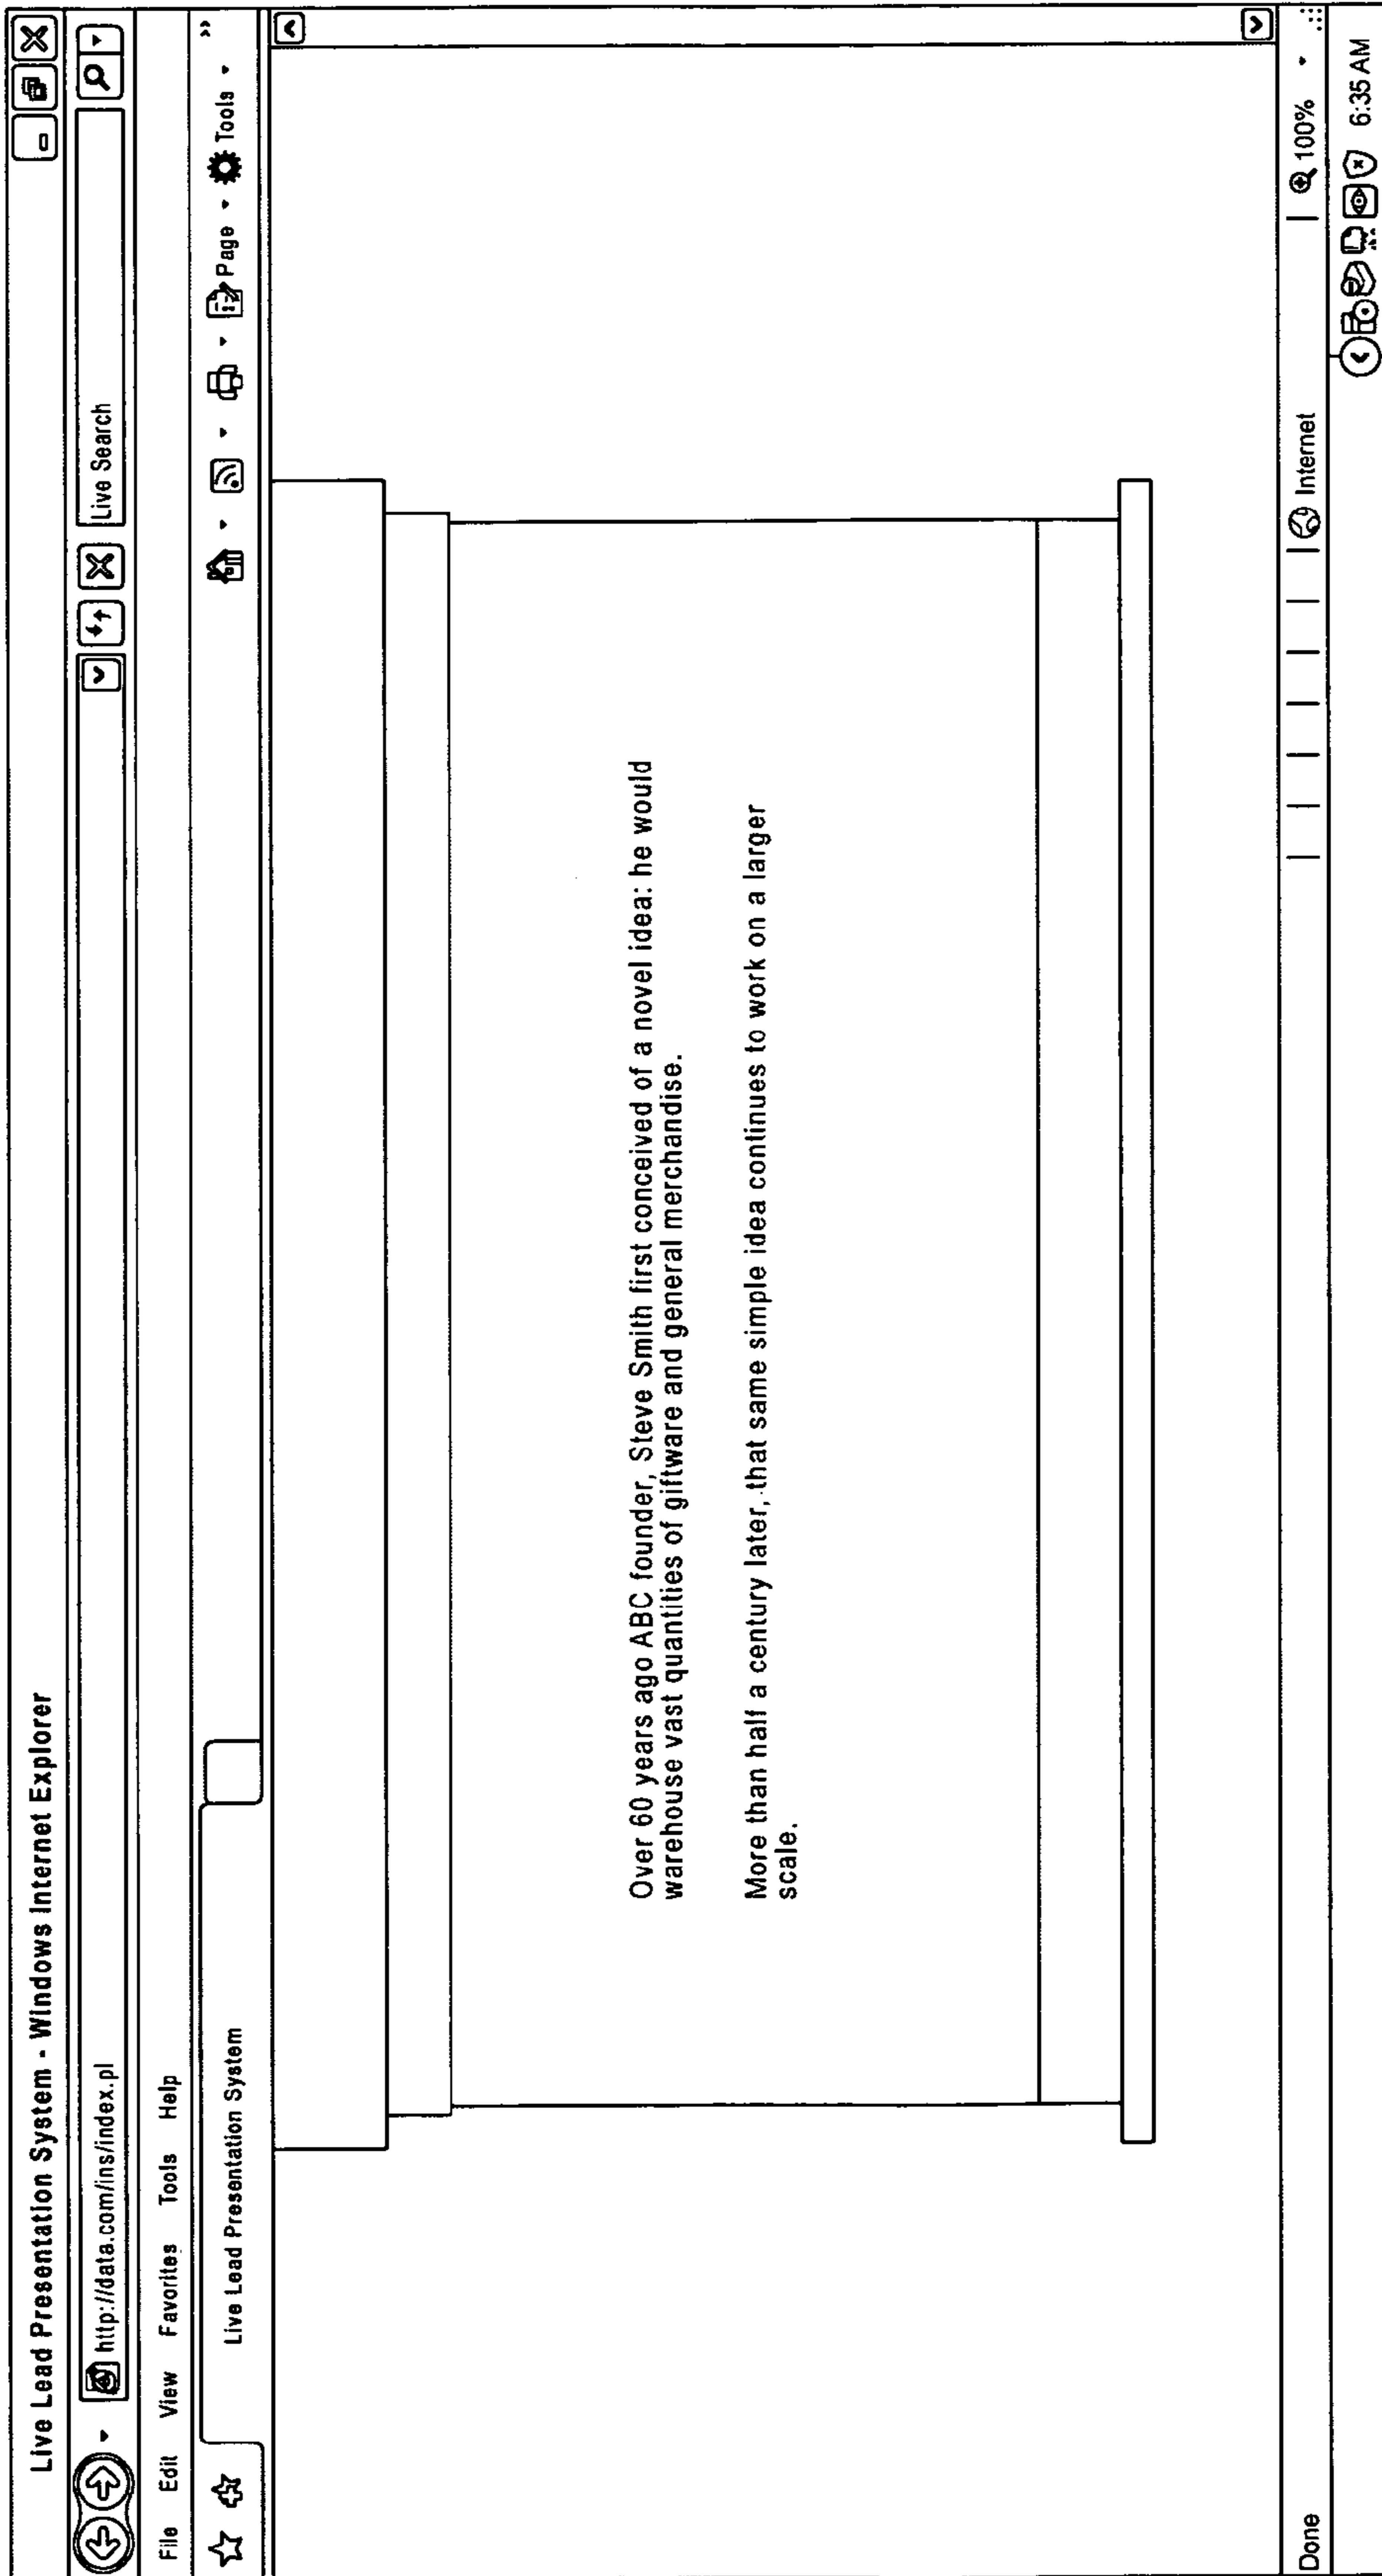 Live Lead Presentation System - Windows Internet Explorer
http://data.com/ins/index.pl
Live Search
File Edit View Favorites Tools Help
Live Lead Presentation System
Page Tools
Over 60 years ago ABC founder, Steve Smith first conceived of a novel idea: he would
warehouse vast quantities of giftware and general merchandise.
More than half a century later, that same simple idea continues to work on a larger
scale.
Done
Internet
100%
6:35 AM